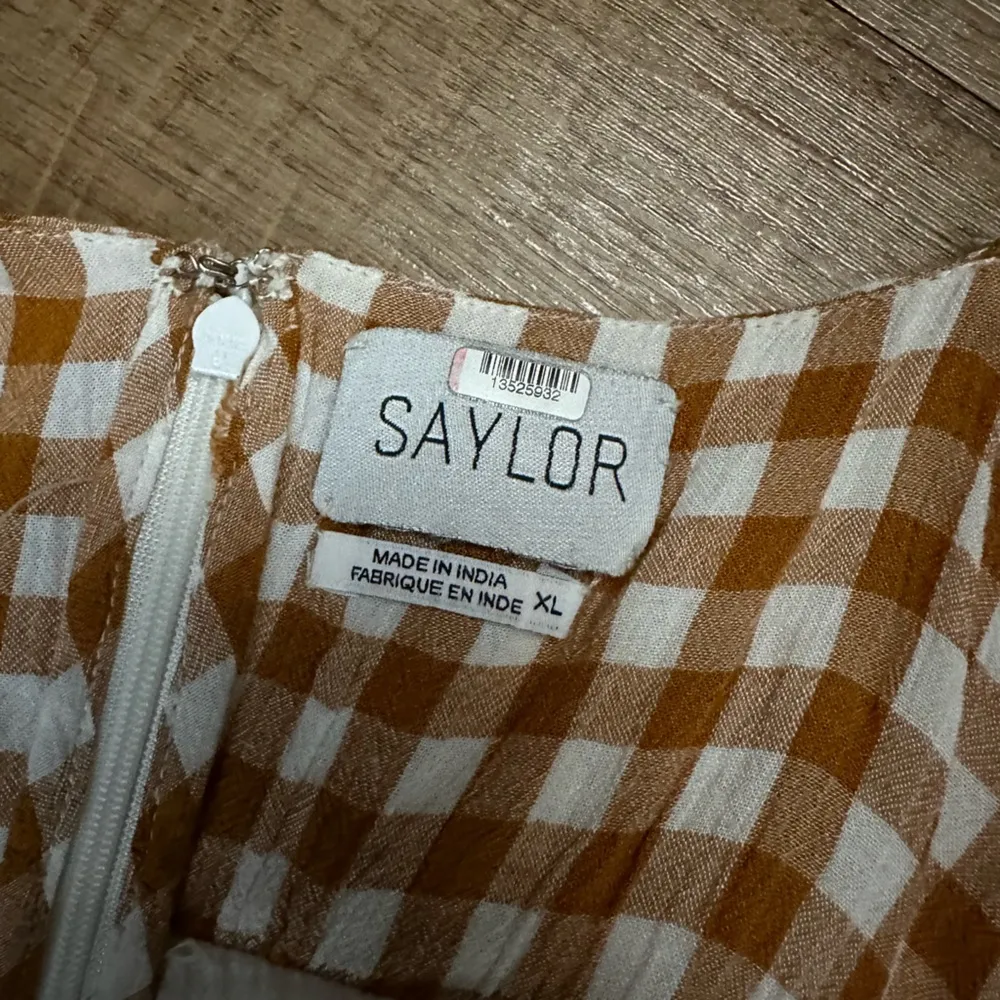 13525932
SAYLOR
MADE IN INDIA
FABRIQUE EN INDE XL